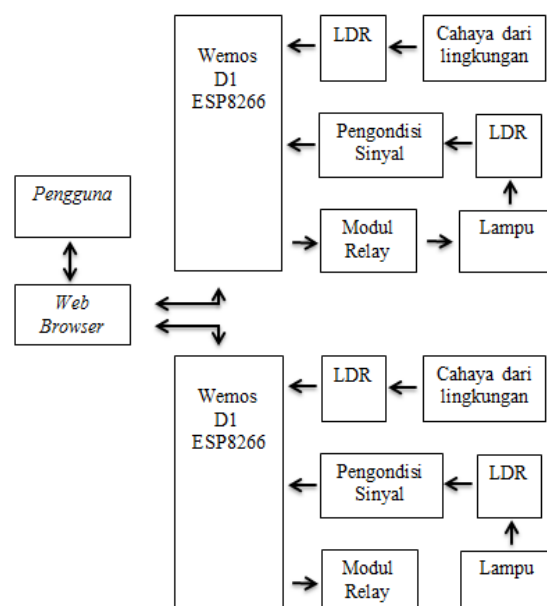 Wemos
D1
ESP8266
LDR
Cahaya dari
lingkungan
Pengondisi
Sinyal
LDR
Modul
Relay
Lampu
Pengguna
Web
Browser
Wemos
D1
ESP8266
LDR
Cahaya dari
lingkungan
Pengondisi
Sinyal
LDR
Modul
Relay
Lampu